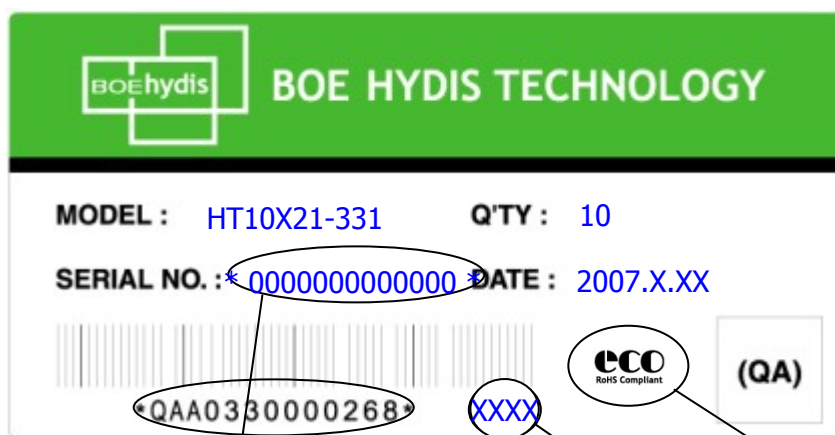 BOEhydis BOE HYDIS TECHNOLOGY
MODEL : HT10X21-331 Q'TY : 10
SERIAL NO. : * 0000000000000 * DATE : 2007.X.XX
eco
RoHS Compliant
(QA)
*QAA0330000268* XXXX